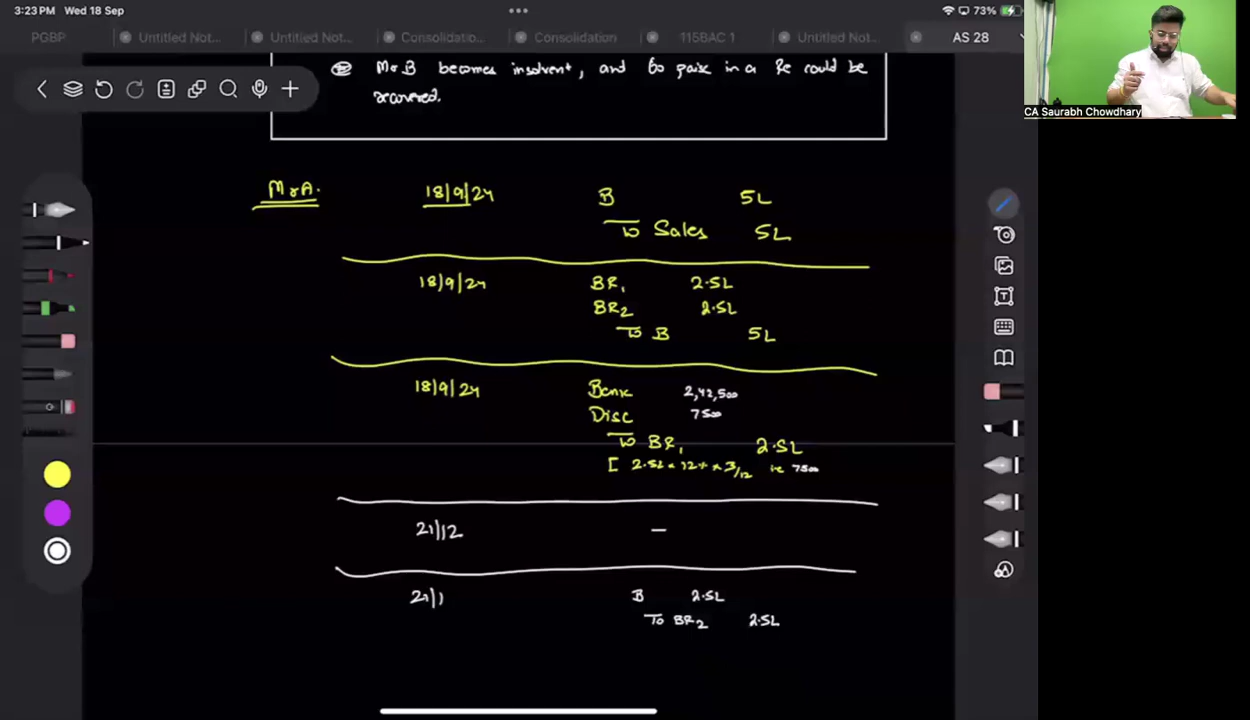 3:23 PM Wed 18 Sep
73%
PGBP
Untitled Not...
Untitled Not...
Consolidatio...
Consolidation
115BAC 1
Untitled Not...
AS 28
Mr B becomes insolvent, and 60 paise in a Re could be
recovered.
CA Saurabh Chowdhary
Mr A.
18/9/24 B 5L
To Sales 5L
18/9/24 BR1 2.5L
BR2 2.5L
To B 5L
18/9/24 Bank 2,42,500
Disc 7500
To BR1 2.5L
[ 2.5L x 12% x 3/12 ie 7500
21/12 —
21/1 B 2.5L
To BR2 2.5L